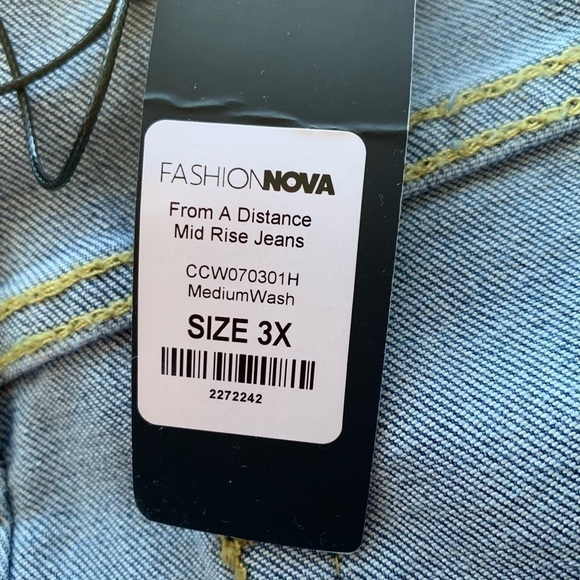 FASHIONNOVA
From A Distance
Mid Rise Jeans
CCW070301H
MediumWash
SIZE 3X
2272242